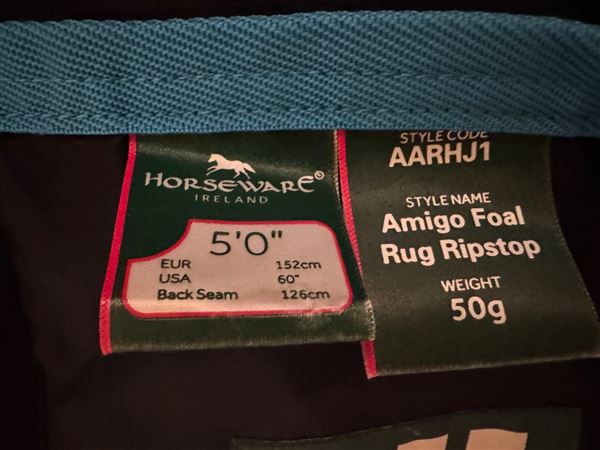 HORSEWARE®
IRELAND
5'0"
EUR 152cm
USA 60"
Back Seam 126cm
STYLE CODE
AARHJ1
STYLE NAME
Amigo Foal
Rug Ripstop
WEIGHT
50g